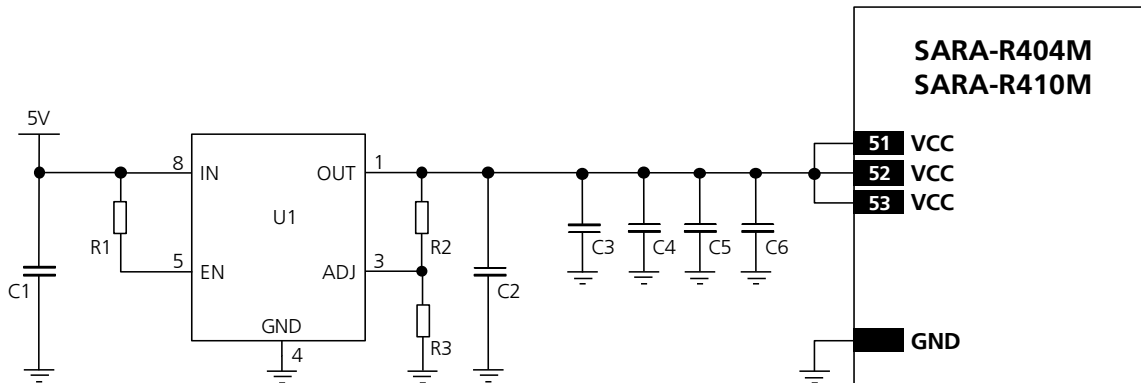 SARA-R404M
SARA-R410M
5V
51 VCC
8 IN OUT 1
52 VCC
53 VCC
U1
R1 R2 C3 C4 C5 C6
5 EN ADJ 3
C1 C2
GND
4
R3
GND